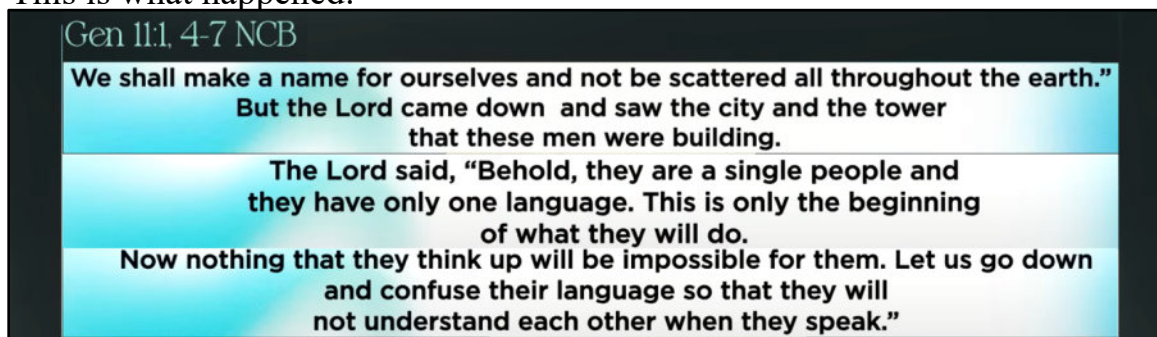 This is what happened:
Gen 11:1, 4-7 NCB
We shall make a name for ourselves and not be scattered all throughout the earth.”
But the Lord came down and saw the city and the tower
that these men were building.
The Lord said, “Behold, they are a single people and
they have only one language. This is only the beginning
of what they will do.
Now nothing that they think up will be impossible for them. Let us go down
and confuse their language so that they will
not understand each other when they speak.”